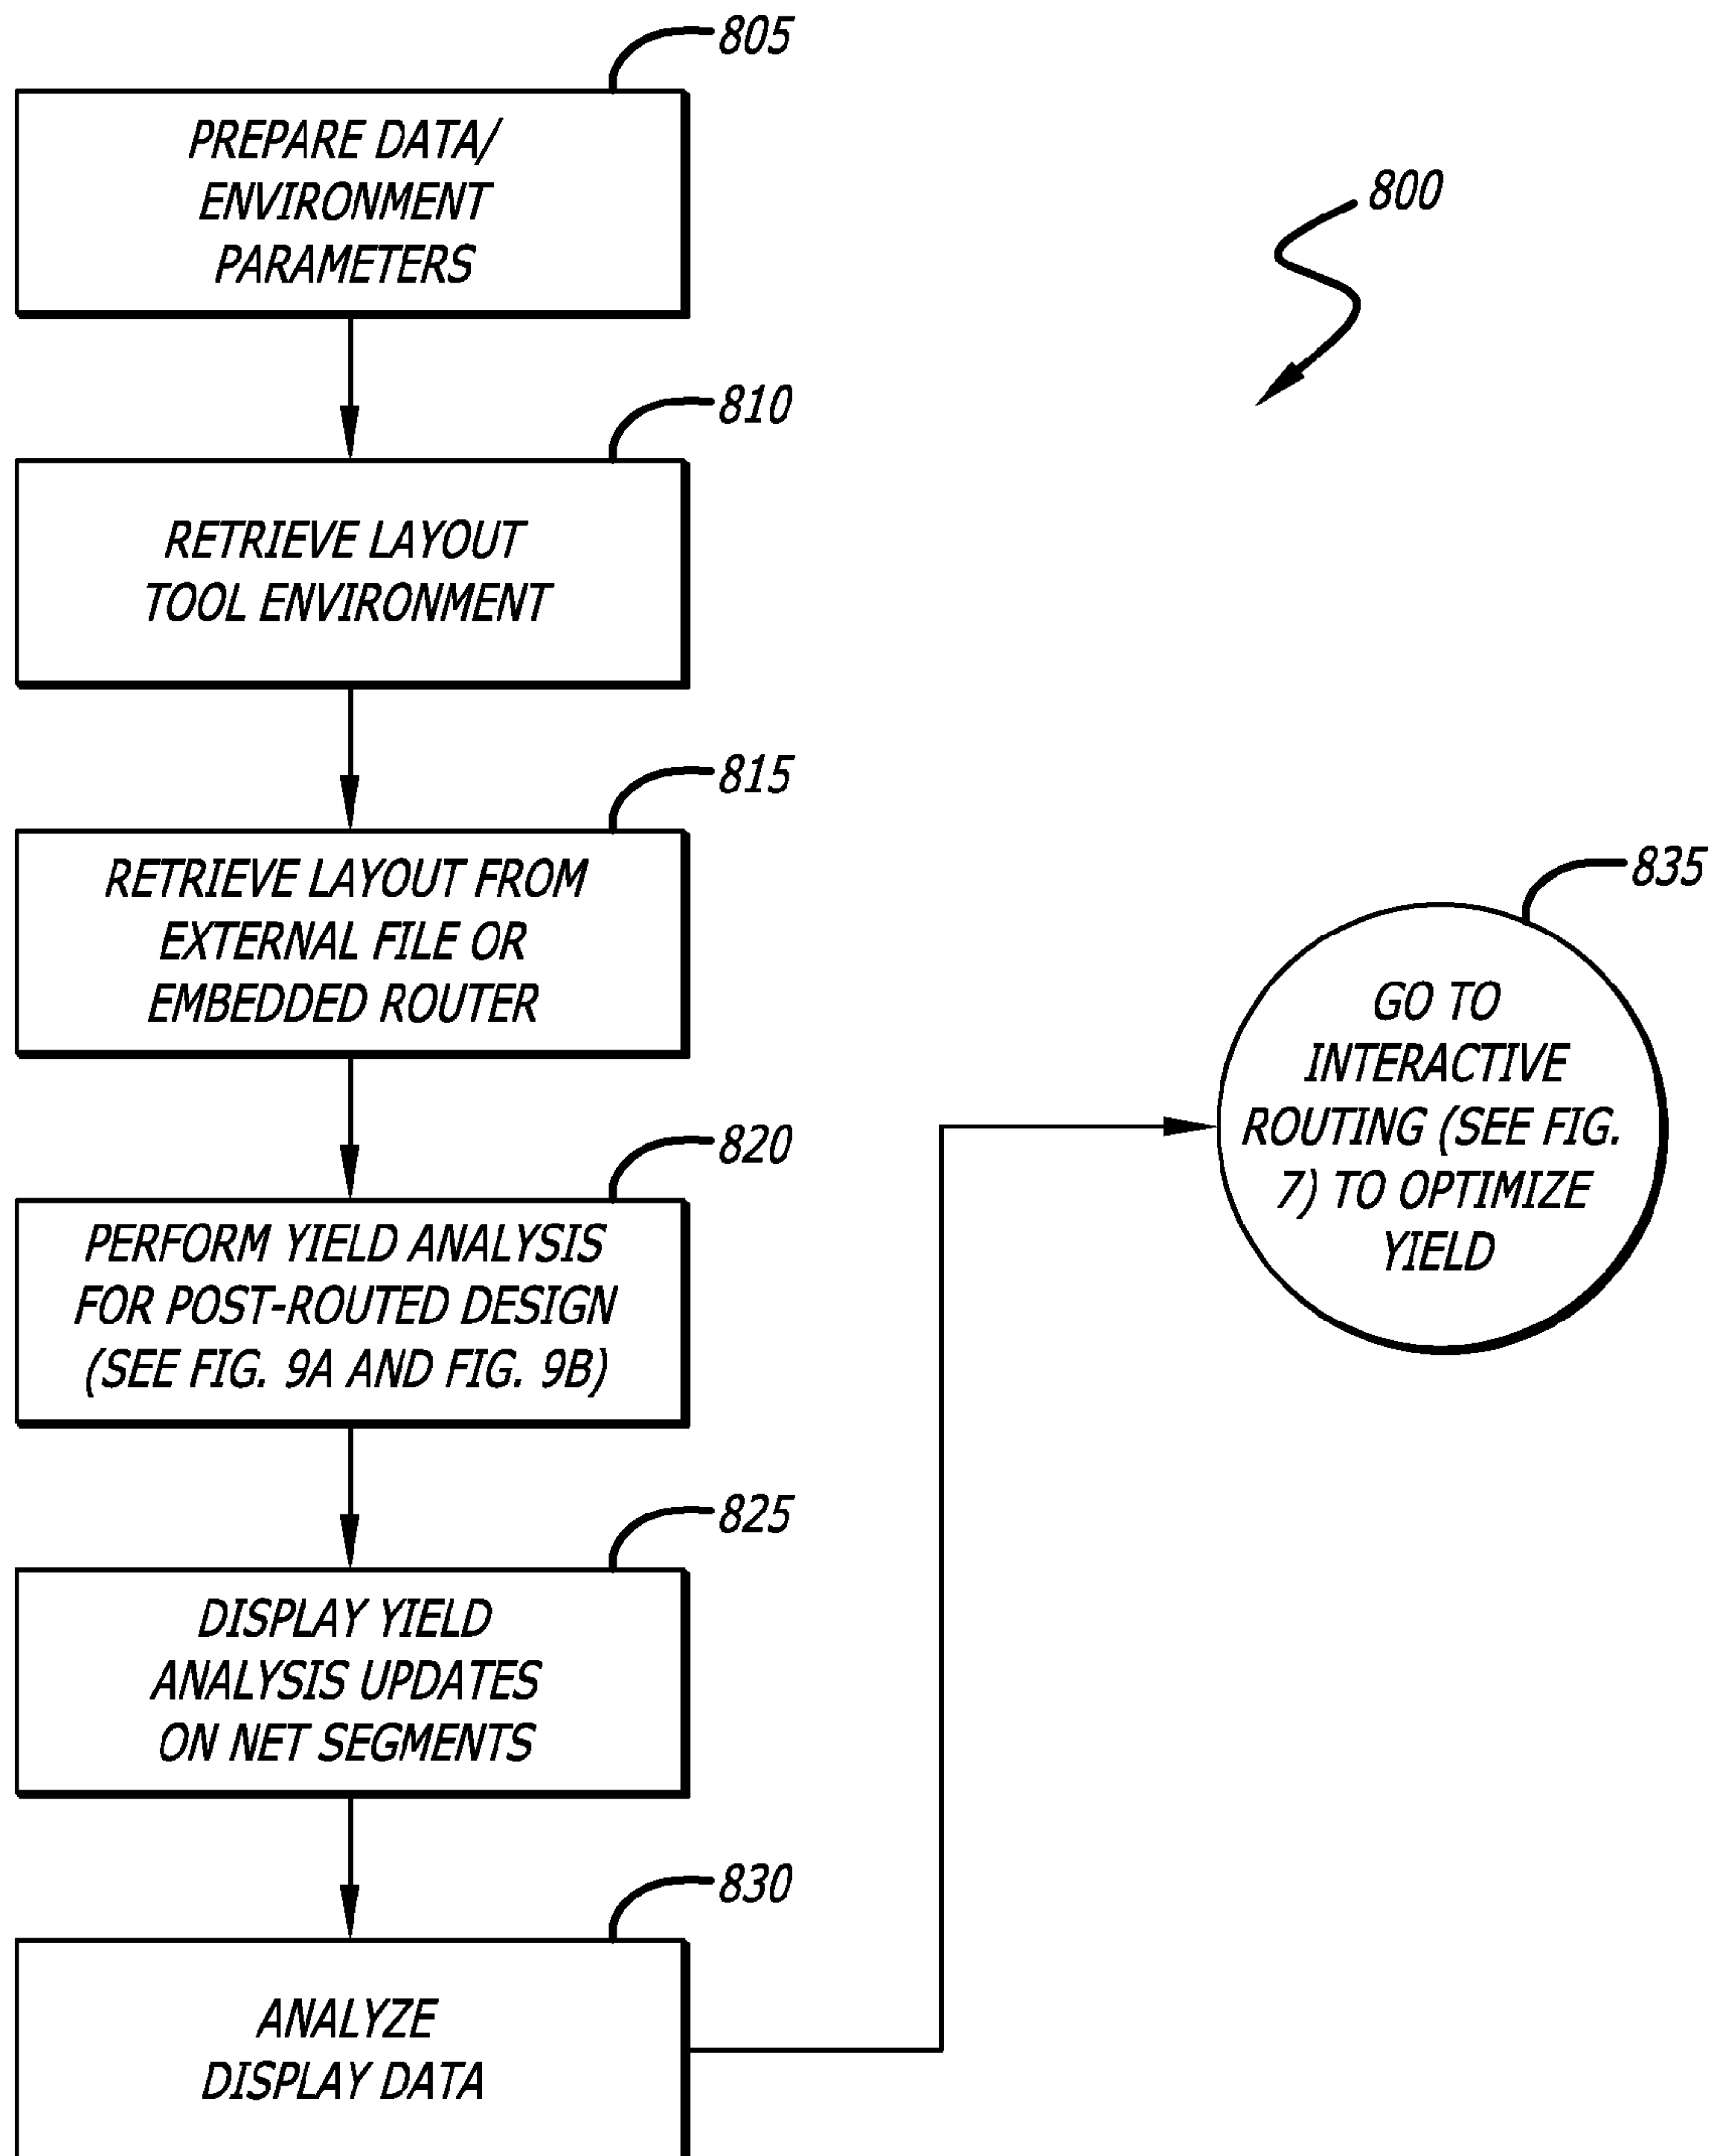 805
PREPARE DATA/
ENVIRONMENT
PARAMETERS
800
810
RETRIEVE LAYOUT
TOOL ENVIRONMENT
815
RETRIEVE LAYOUT FROM
EXTERNAL FILE OR
EMBEDDED ROUTER
820
PERFORM YIELD ANALYSIS
FOR POST-ROUTED DESIGN
(SEE FIG. 9A AND FIG. 9B)
825
DISPLAY YIELD
ANALYSIS UPDATES
ON NET SEGMENTS
830
ANALYZE
DISPLAY DATA
835
GO TO
INTERACTIVE
ROUTING (SEE FIG.
7) TO OPTIMIZE
YIELD